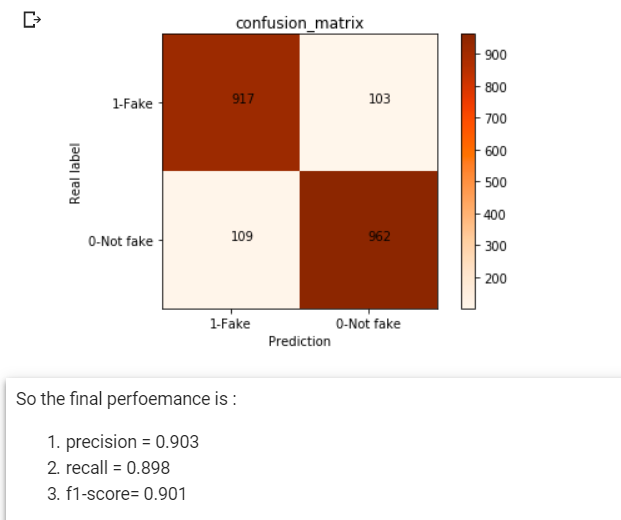 confusion_matrix
1-Fake
917
103
0-Not fake
109
962
Real label
1-Fake
0-Not fake
Prediction
900
800
700
600
500
400
300
200
So the final perfoemance is :
1. precision = 0.903
2. recall = 0.898
3. f1-score= 0.901